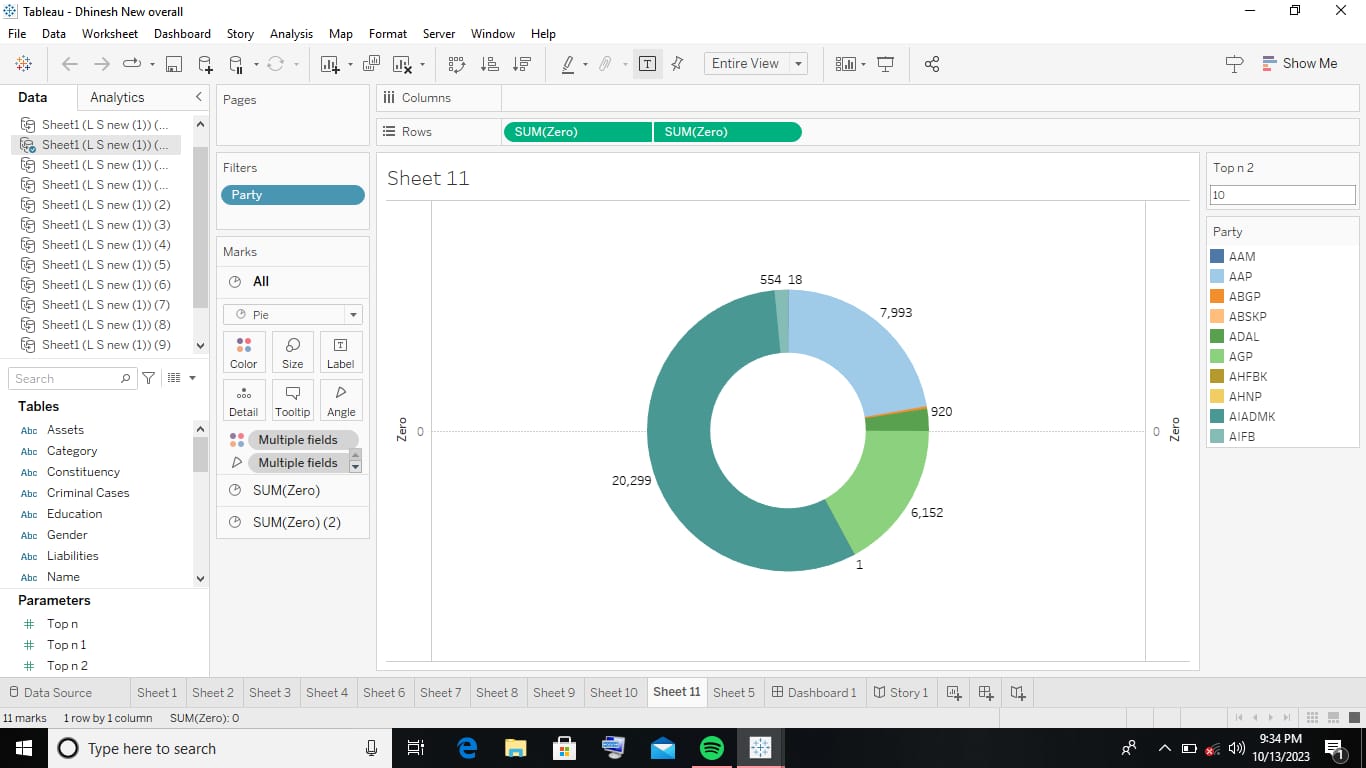 Tableau - Dhinesh New overall
File Data Worksheet Dashboard Story Analysis Map Format Server Window Help
Entire View
Show Me
Data Analytics
Sheet1 (L S new (1)) (...
Sheet1 (L S new (1)) (...
Sheet1 (L S new (1)) (...
Sheet1 (L S new (1)) (...
Sheet1 (L S new (1)) (2)
Sheet1 (L S new (1)) (3)
Sheet1 (L S new (1)) (4)
Sheet1 (L S new (1)) (5)
Sheet1 (L S new (1)) (6)
Sheet1 (L S new (1)) (7)
Sheet1 (L S new (1)) (8)
Sheet1 (L S new (1)) (9)
Search
Tables
Abc Assets
Abc Category
Abc Constituency
Abc Criminal Cases
Abc Education
Abc Gender
Abc Liabilities
Abc Name
Parameters
# Top n
# Top n 1
# Top n 2
Pages
Filters
Party
Marks
All
Pie
Color Size Label
Detail Tooltip Angle
Multiple fields
Multiple fields
SUM(Zero)
SUM(Zero) (2)
Columns
Rows SUM(Zero) SUM(Zero)
Sheet 11
554 18
7,993
920
Zero 0
0 Zero
20,299
6,152
1
Top n 2
10
Party
AAM
AAP
ABGP
ABSKP
ADAL
AGP
AHFBK
AHNP
AIADMK
AIFB
Data Source Sheet 1 Sheet 2 Sheet 3 Sheet 4 Sheet 6 Sheet 7 Sheet 8 Sheet 9 Sheet 10 Sheet 11 Sheet 5 Dashboard 1 Story 1
11 marks 1 row by 1 column SUM(Zero): 0
Type here to search
9:34 PM
10/13/2023
1